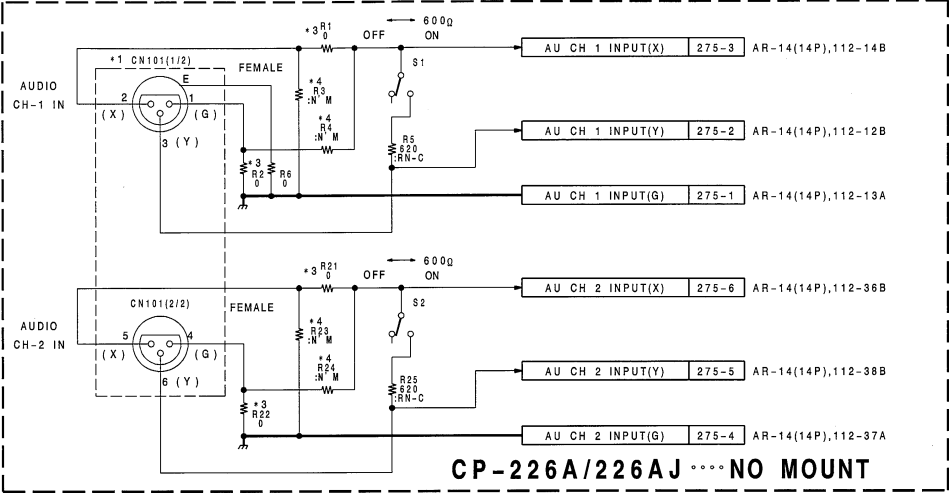 *3 R1
0
600Ω
OFF ON
AU CH 1 INPUT(X) 275-3 AR-14(14P),112-14B
*1 CN101(1/2)
FEMALE
S1
AUDIO
CH-1 IN
E
2 1
(X) (G)
3 (Y)
*4
R3
:N'M
*4
R4
:N'M
AU CH 1 INPUT(Y) 275-2 AR-14(14P),112-12B
R5
620
:RN-C
*3
R2
0
R6
0
AU CH 1 INPUT(G) 275-1 AR-14(14P),112-13A
*3 R21
0
600Ω
OFF ON
AU CH 2 INPUT(X) 275-6 AR-14(14P),112-36B
CN101(2/2)
FEMALE
S2
AUDIO
CH-2 IN
5 4
(X) (G)
6 (Y)
*4
R23
:N'M
*4
R24
:N'M
AU CH 2 INPUT(Y) 275-5 AR-14(14P),112-38B
R25
620
:RN-C
*3
R22
0
AU CH 2 INPUT(G) 275-4 AR-14(14P),112-37A
CP-226A/226AJ ◦◦◦◦ NO MOUNT